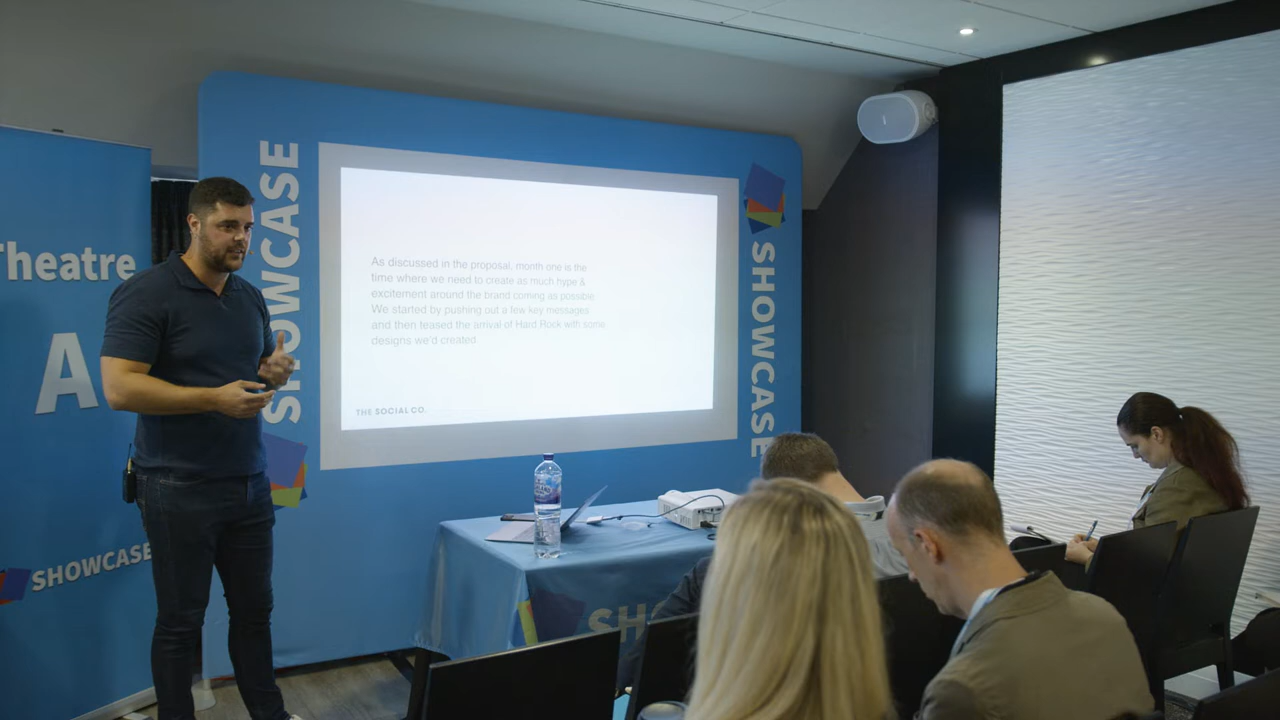 Theatre
A
SHOWCASE
SHOWCASE
As discussed in the proposal, month one is the
time where we need to create as much hype &
excitement around the brand coming as possible.
We started by pushing out a few key messages
and then teased the arrival of Hard Rock with some
designs we'd created.
THE SOCIAL CO.
SHOWCASE
SHO